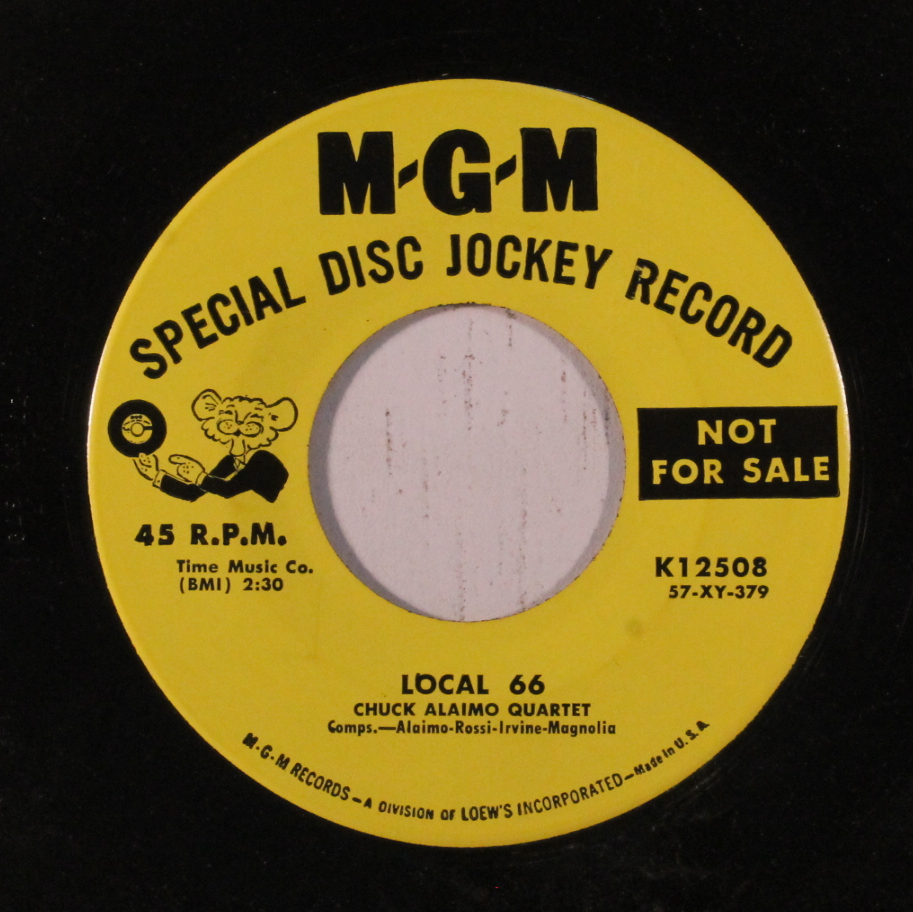 M-G-M
SPECIAL DISC JOCKEY RECORD
NOT
FOR SALE
45 R.P.M.
Time Music Co.
(BMI) 2:30
K12508
57-XY-379
LOCAL 66
CHUCK ALAIMO QUARTET
Comps.—Alaimo-Rossi-Irvine-Magnolia
M-G-M RECORDS — A DIVISION OF LOEW'S INCORPORATED — Made in U.S.A